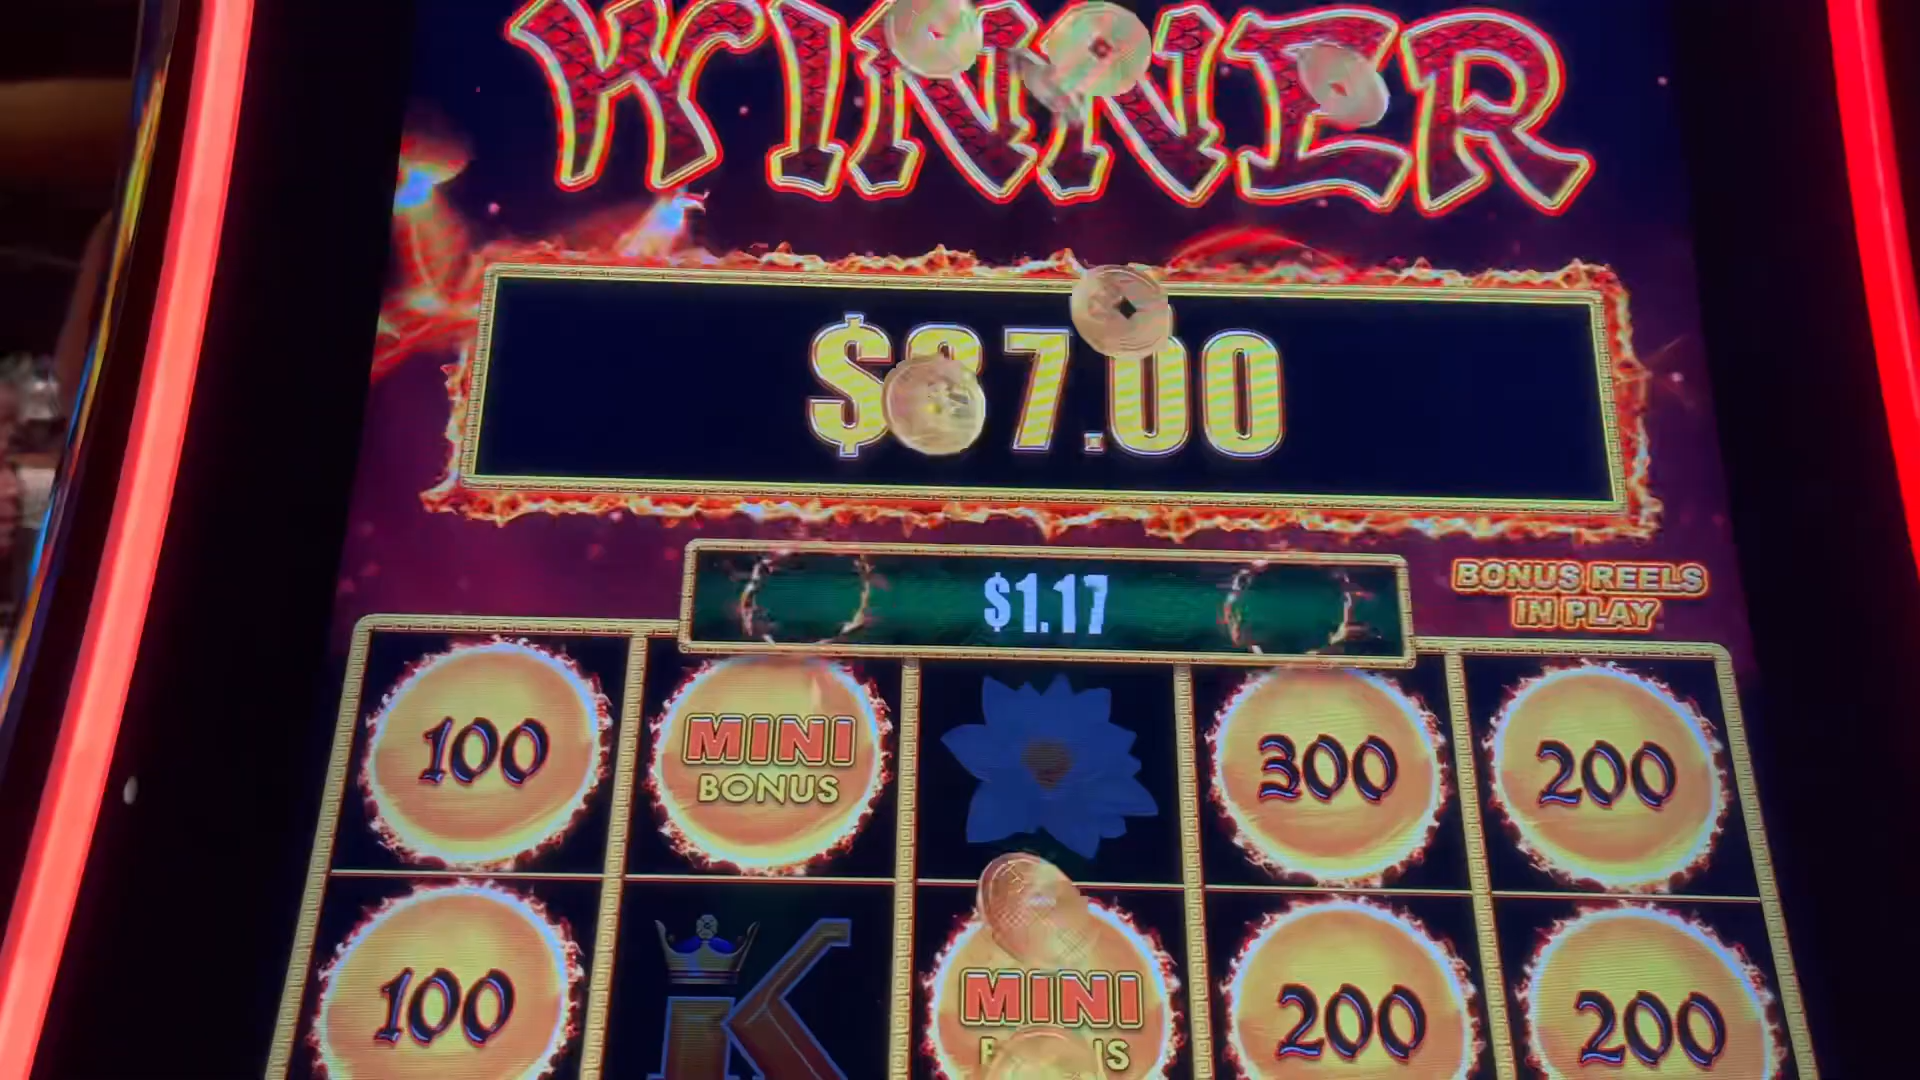 WINNER
$1.17
BONUS REELS
IN PLAY
100
MINI
BONUS
300
200
100
K
MINI
200
200